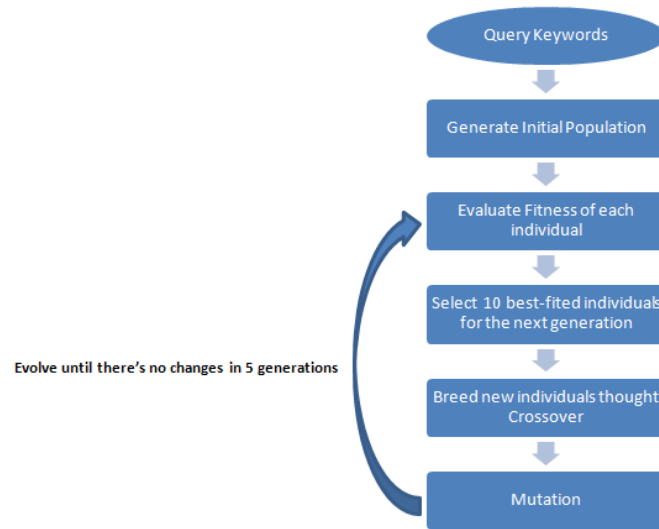 Query Keywords
Generate Initial Population
Evaluate Fitness of each
individual
Select 10 best-fited individuals
for the next generation
Evolve until there's no changes in 5 generations
Breed new individuals thought
Crossover
Mutation